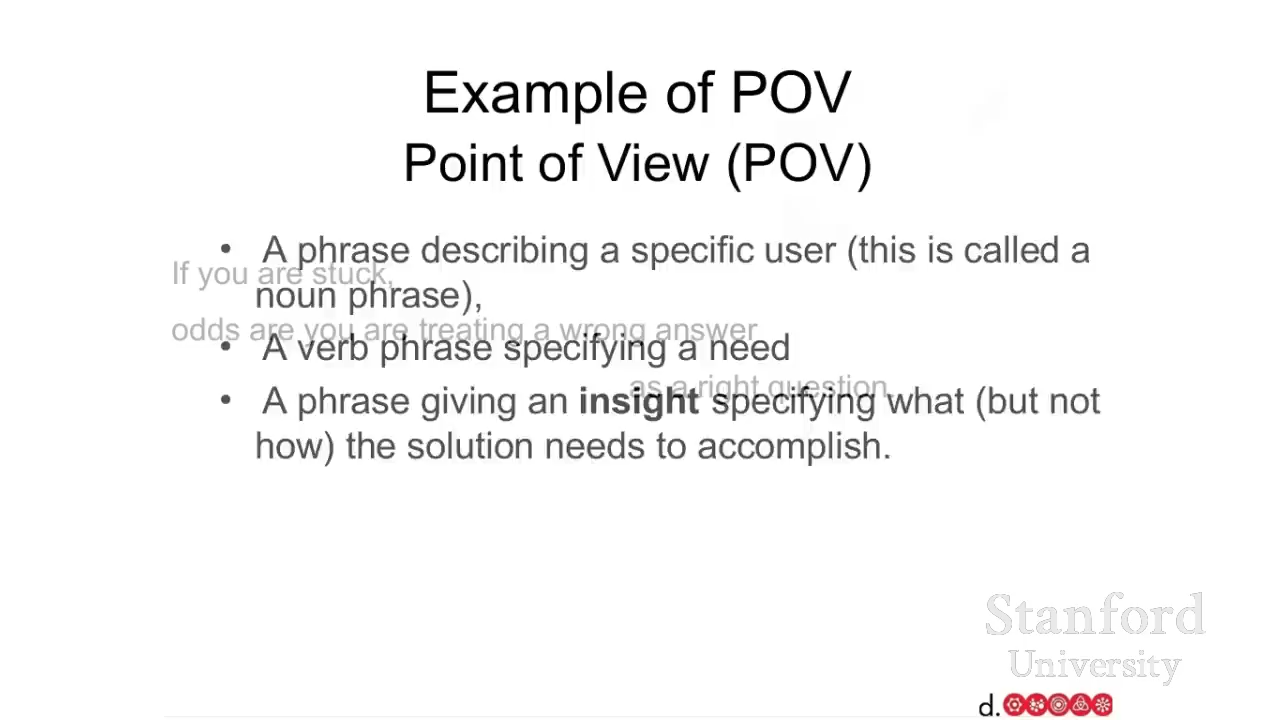 Example of POV
Point of View (POV)
• A phrase describing a specific user (this is called a
If you are stuck,
noun phrase),
odds are you are treating a wrong answer
• A verb phrase specifying a need
as a right question.
• A phrase giving an insight specifying what (but not
how) the solution needs to accomplish.
Stanford
University
d.